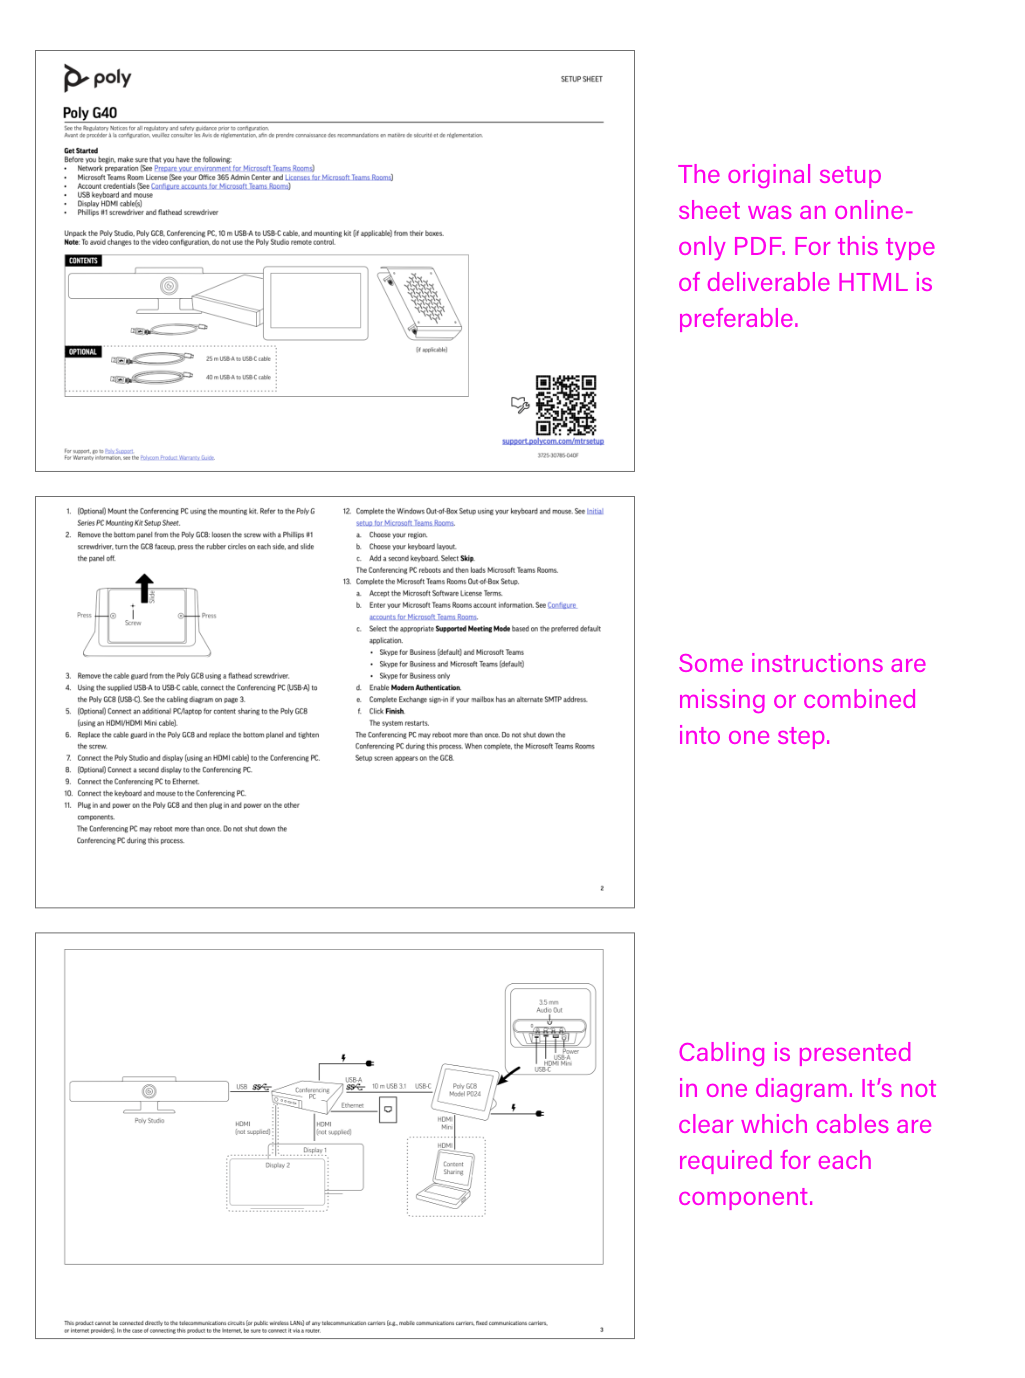 poly
SETUP SHEET
Poly G40
See the Regulatory Notices for all regulatory and safety guidance prior to configuration.
Avant de procéder à la configuration, veuillez consulter les Avis de réglementation, afin de prendre connaissance des recommandations en matière de sécurité et de réglementation.
Get Started
Before you begin, make sure that you have the following:
• Network preparation (See Prepare your environment for Microsoft Teams Rooms)
• Microsoft Teams Room License (See your Office 365 Admin Center and Licenses for Microsoft Teams Rooms)
• Account credentials (See Configure accounts for Microsoft Teams Rooms)
• USB keyboard and mouse
• Display HDMI cable(s)
• Phillips #1 screwdriver and flathead screwdriver
Unpack the Poly Studio, Poly GC8, Conferencing PC, 10 m USB-A to USB-C cable, and mounting kit (if applicable) from their boxes.
Note: To avoid changes to the video configuration, do not use the Poly Studio remote control.
CONTENTS
(if applicable)
OPTIONAL
25 m USB-A to USB-C cable
40 m USB-A to USB-C cable
support.polycom.com/mtrsetup
For support, go to Poly Support.
For Warranty information, see the Polycom Product Warranty Guide.
3725-30785-040F
The original setup
sheet was an online-
only PDF. For this type
of deliverable HTML is
preferable.
1. (Optional) Mount the Conferencing PC using the mounting kit. Refer to the Poly G
Series PC Mounting Kit Setup Sheet.
2. Remove the bottom panel from the Poly GC8: loosen the screw with a Phillips #1
screwdriver, turn the GC8 faceup, press the rubber circles on each side, and slide
the panel off.
Slide
Press
Screw
Press
3. Remove the cable guard from the Poly GC8 using a flathead screwdriver.
4. Using the supplied USB-A to USB-C cable, connect the Conferencing PC (USB-A) to
the Poly GC8 (USB-C). See the cabling diagram on page 3.
5. (Optional) Connect an additional PC/laptop for content sharing to the Poly GC8
(using an HDMI/HDMI Mini cable).
6. Replace the cable guard in the Poly GC8 and replace the bottom panel and tighten
the screw.
7. Connect the Poly Studio and display (using an HDMI cable) to the Conferencing PC.
8. (Optional) Connect a second display to the Conferencing PC.
9. Connect the Conferencing PC to Ethernet.
10. Connect the keyboard and mouse to the Conferencing PC.
11. Plug in and power on the Poly GC8 and then plug in and power on the other
components.
The Conferencing PC may reboot more than once. Do not shut down the
Conferencing PC during this process.
12. Complete the Windows Out-of-Box Setup using your keyboard and mouse. See Initial
setup for Microsoft Teams Rooms.
a. Choose your region.
b. Choose your keyboard layout.
c. Add a second keyboard. Select Skip.
The Conferencing PC reboots and then loads Microsoft Teams Rooms.
13. Complete the Microsoft Teams Rooms Out-of-Box Setup.
a. Accept the Microsoft Software License Terms.
b. Enter your Microsoft Teams Rooms account information. See Configure
accounts for Microsoft Teams Rooms.
c. Select the appropriate Supported Meeting Mode based on the preferred default
application.
• Skype for Business (default) and Microsoft Teams
• Skype for Business and Microsoft Teams (default)
• Skype for Business only
d. Enable Modern Authentication.
e. Complete Exchange sign-in if your mailbox has an alternate SMTP address.
f. Click Finish.
The system restarts.
The Conferencing PC may reboot more than once. Do not shut down the
Conferencing PC during this process. When complete, the Microsoft Teams Rooms
Setup screen appears on the GC8.
2
Some instructions are
missing or combined
into one step.
3.5 mm
Audio Out
Power
USB-A
HDMI Mini
USB-C
USB
Conferencing
PC
USB-A
10 m USB 3.1
USB-C
Poly GC8
Model P024
Ethernet
Poly Studio
HDMI
(not supplied)
HDMI
(not supplied)
HDMI
Mini
HDMI
Display 1
Display 2
Content
Sharing
This product cannot be connected directly to the telecommunications circuits (or public wireless LANs) of any telecommunication carriers (e.g., mobile communications carriers, fixed communications carriers,
or internet providers). In the case of connecting this product to the Internet, be sure to connect it via a router.
3
Cabling is presented
in one diagram. It's not
clear which cables are
required for each
component.